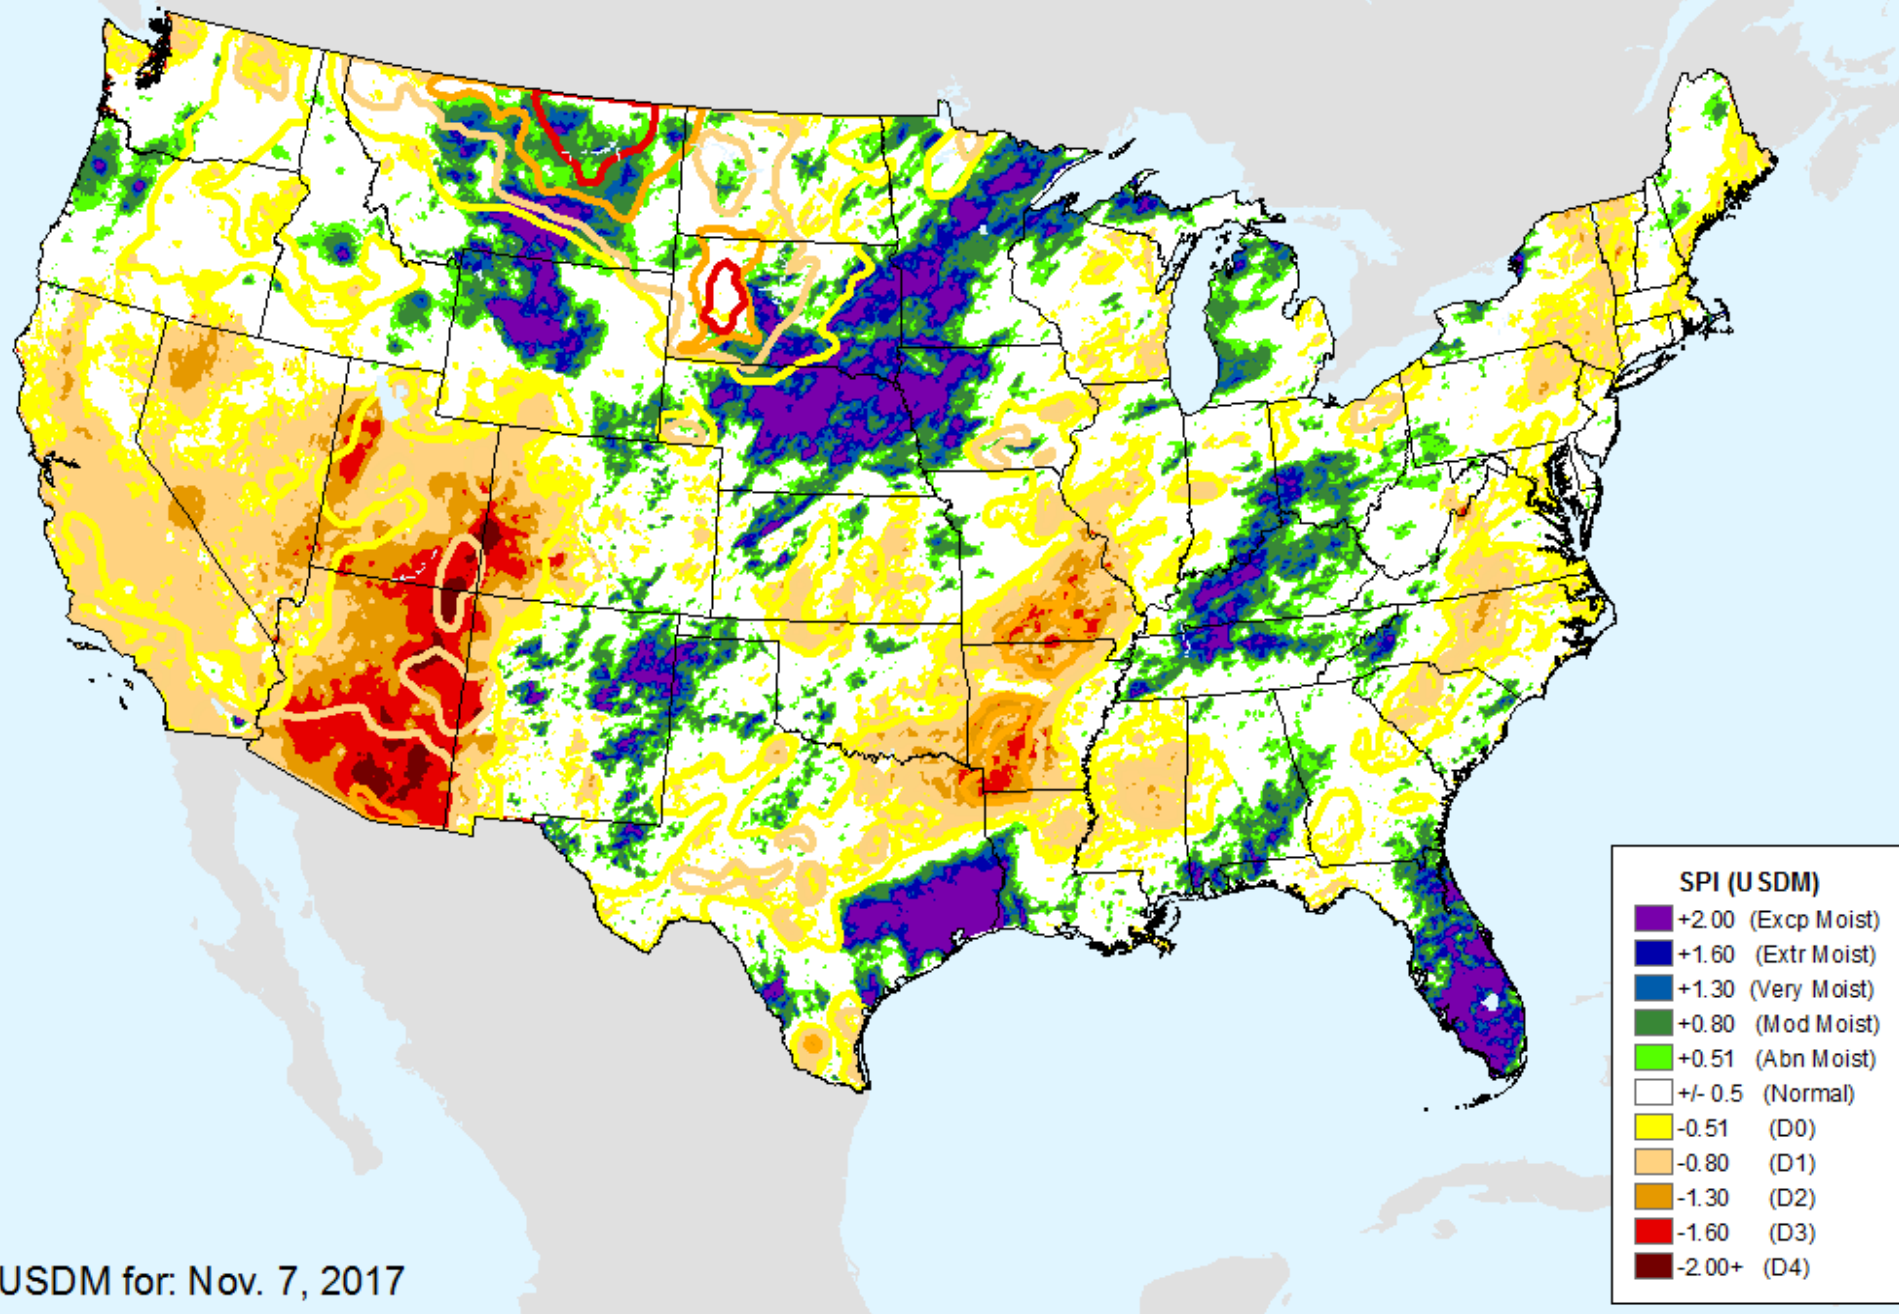 SPI (USDM)
+2.00 (Excp Moist)
+1.60 (Extr Moist)
+1.30 (Very Moist)
+0.80 (Mod Moist)
+0.51 (Abn Moist)
+/- 0.5 (Normal)
-0.51 (D0)
-0.80 (D1)
-1.30 (D2)
-1.60 (D3)
-2.00+ (D4)
USDM for: Nov. 7, 2017